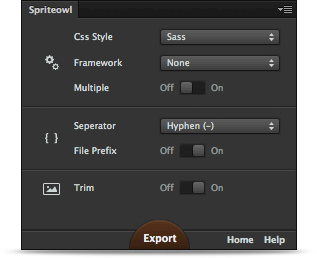 Spriteowl
Css Style Sass
Framework None
Multiple Off On
{ } Seperator Hyphen (-)
File Prefix Off On
Trim Off On
Export Home Help